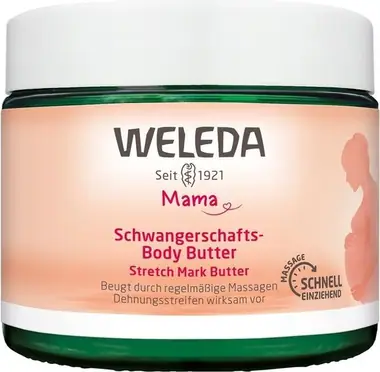 WELEDA
Seit 1921
Mama
Schwangerschafts-
Body Butter
Stretch Mark Butter
Beugt durch regelmäßige Massagen
Dehnungsstreifen wirksam vor
MASSAGE
SCHNELL
EINZIEHEND